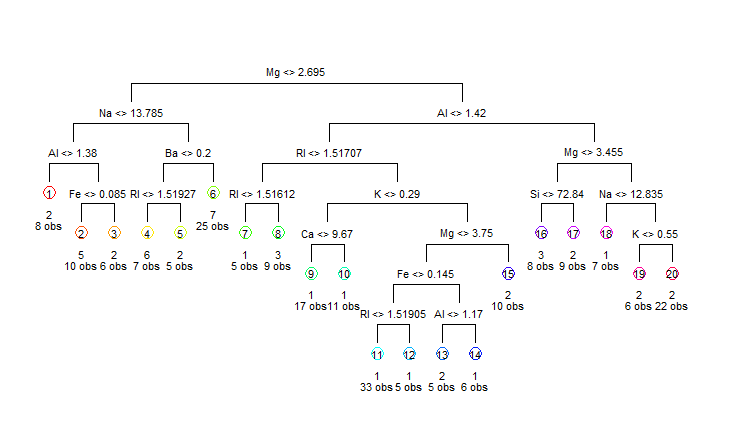 Mg <> 2.695
Na <> 13.785
Al <> 1.42
Al <> 1.38
Ba <> 0.2
RI <> 1.51707
Mg <> 3.455
1
Fe <> 0.085
RI <> 1.51927
6
RI <> 1.51612
K <> 0.29
Si <> 72.84
Na <> 12.835
2
8 obs
2
3
4
5
7
25 obs
7
8
Ca <> 9.67
Mg <> 3.75
16
17
18
K <> 0.55
5
10 obs
2
6 obs
6
7 obs
2
5 obs
1
5 obs
3
9 obs
9
10
Fe <> 0.145
15
3
8 obs
2
9 obs
1
7 obs
19
20
1
17 obs
1
11 obs
RI <> 1.51905
Al <> 1.17
2
10 obs
2
6 obs
2
22 obs
11
12
13
14
1
33 obs
1
5 obs
2
5 obs
1
6 obs